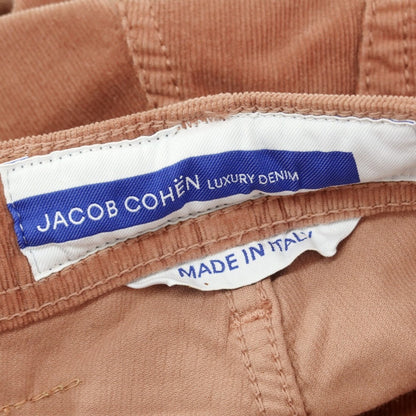 JACOB COHËN LUXURY DENIM
MADE IN ITALY